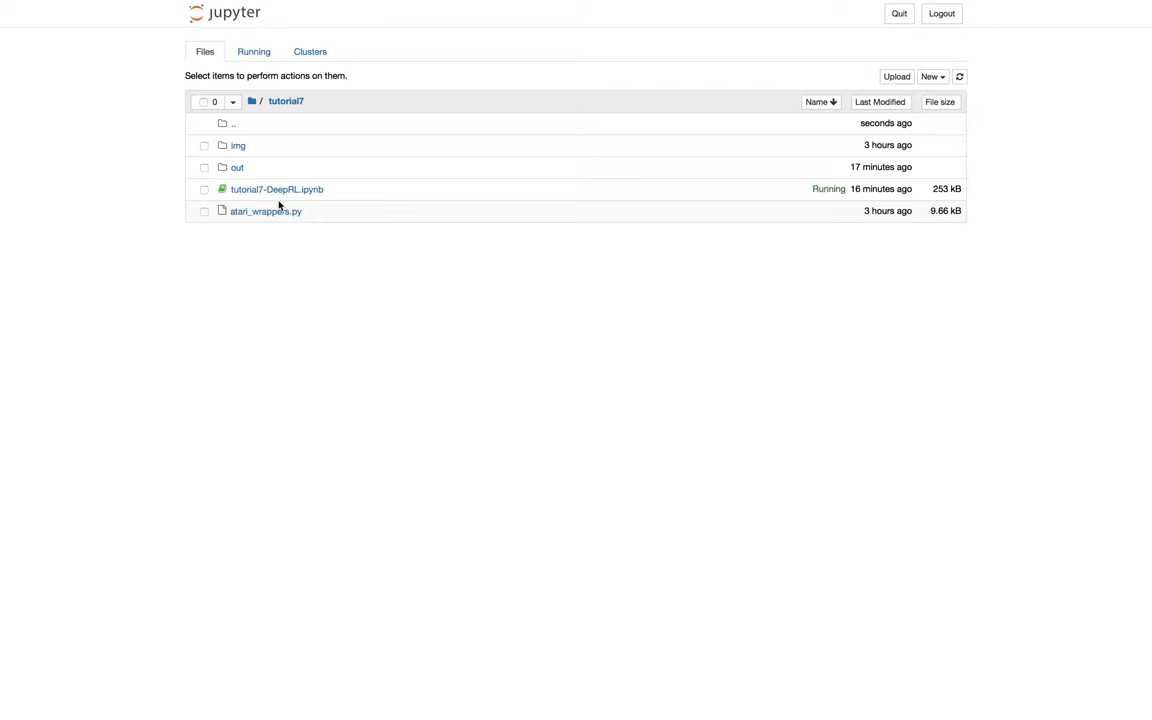 jupyter
Quit Logout
Files Running Clusters
Select items to perform actions on them.
Upload New
0 / tutorial7 Name Last Modified File size
.. seconds ago
img 3 hours ago
out 17 minutes ago
tutorial7-DeepRL.ipynb Running 16 minutes ago 253 kB
atari_wrappers.py 3 hours ago 9.66 kB